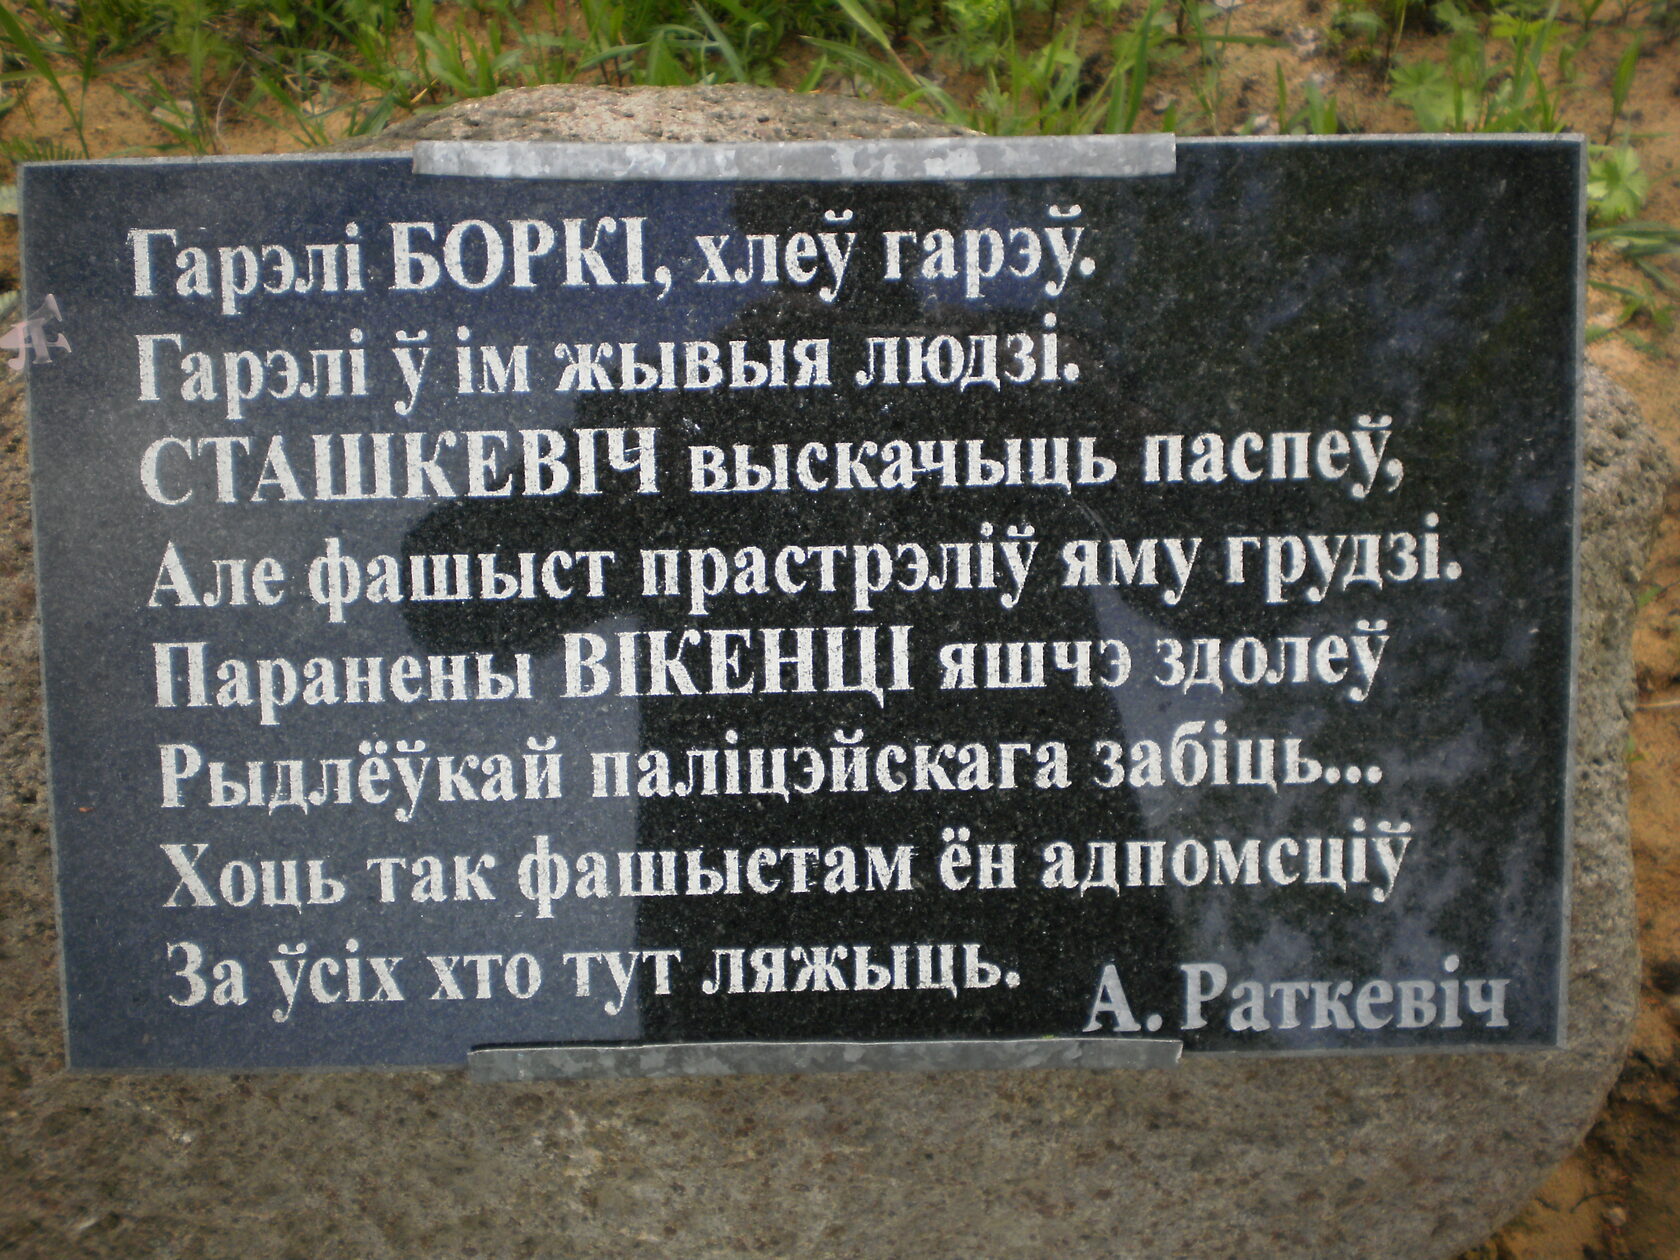 Гарэлі БОРКІ, хлеў гарэў.
Гарэлі ў ім жывыя людзі.
СТАШКЕВІЧ выскачыць паспеў,
Але фашыст прастрэліў яму грудзі.
Паранены ВІКЕНЦІ яшчэ здолеў
Рыдлёўкай паліцэйскага забіць...
Хоць так фашыстам ён адпомсціў
За ўсіх хто тут ляжыць.
А. Раткевіч